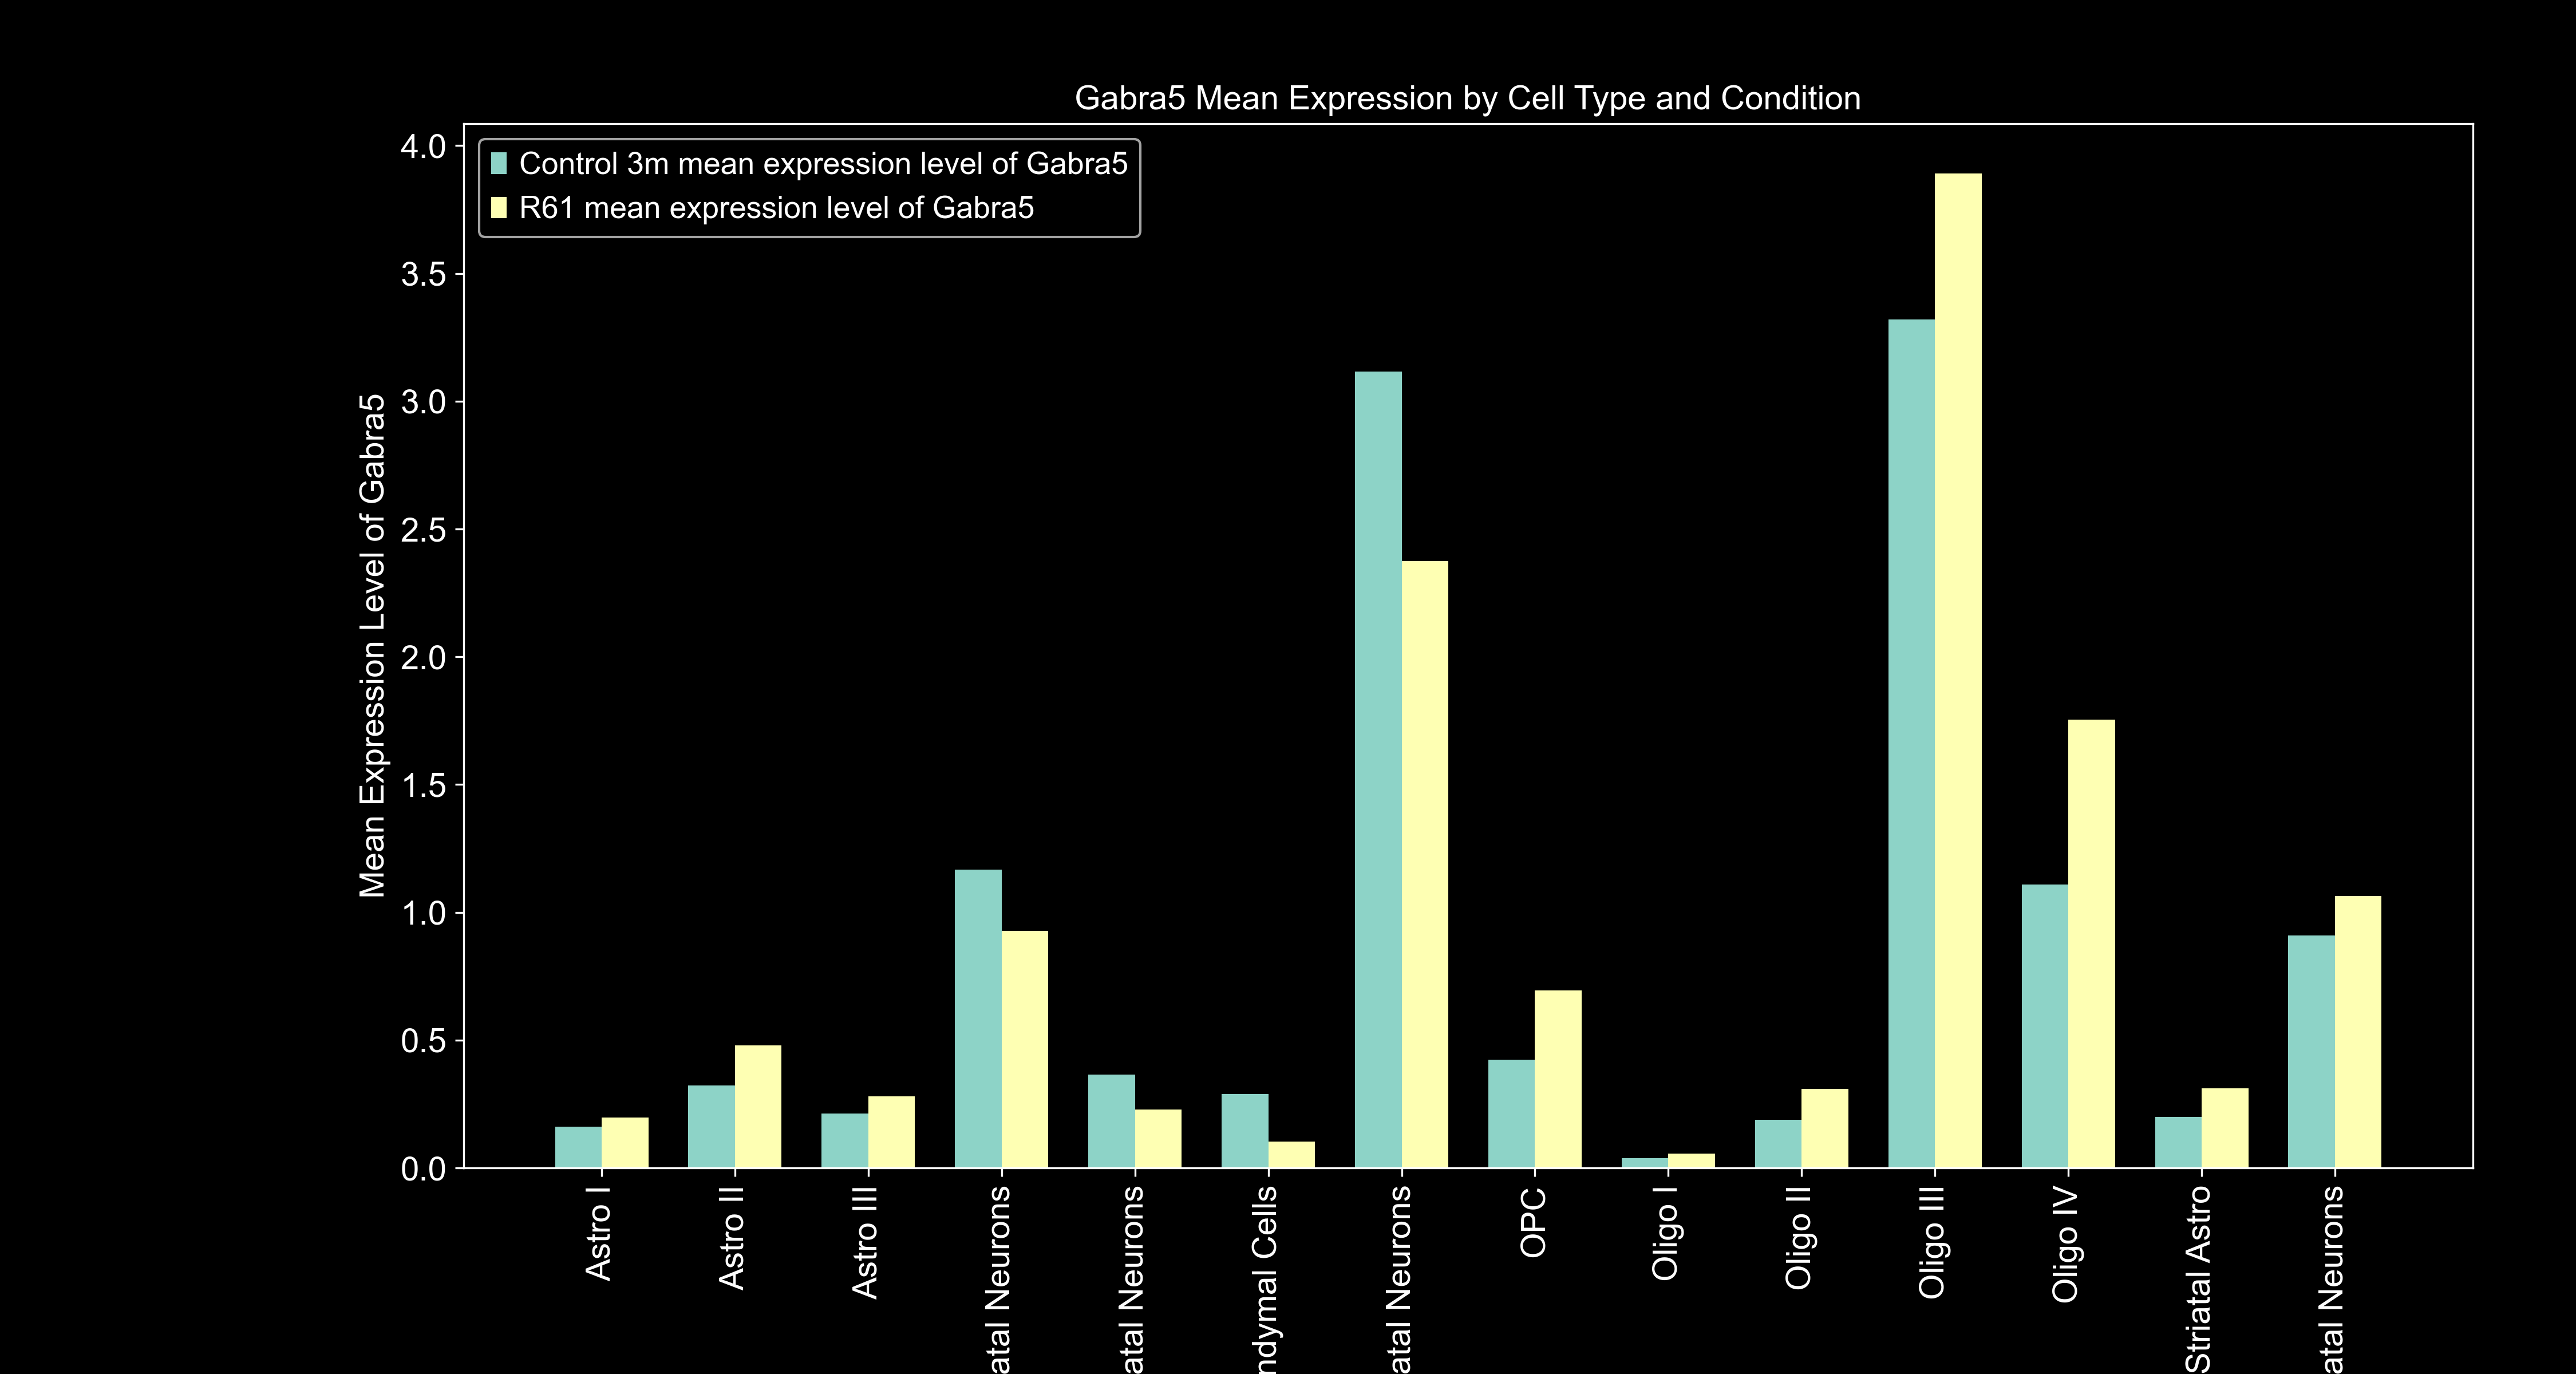 Gabra5 Mean Expression by Cell Type and Condition
Control 3m mean expression level of Gabra5
R61 mean expression level of Gabra5
Mean Expression Level of Gabra5
4.0
3.5
3.0
2.5
2.0
1.5
1.0
0.5
0.0
Astro I
Astro II
Astro III
atal Neurons
atal Neurons
ndymal Cells
atal Neurons
OPC
Oligo I
Oligo II
Oligo III
Oligo IV
Striatal Astro
atal Neurons